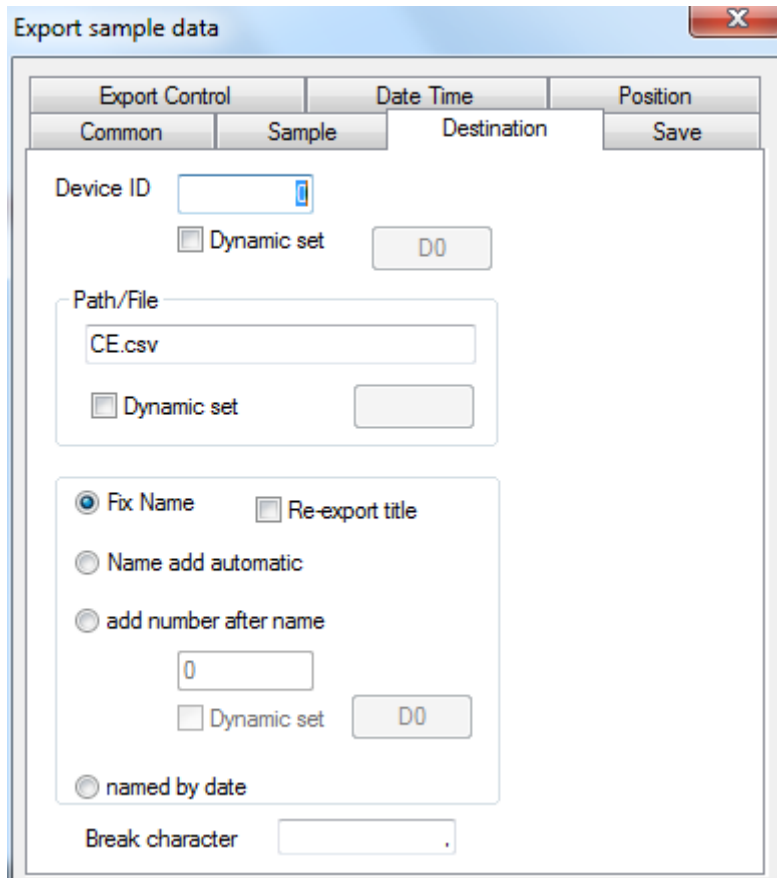 Export sample data
Export Control Date Time Position
Common Sample Destination Save
Device ID 0
Dynamic set D0
Path/File
CE.csv
Dynamic set
Fix Name Re-export title
Name add automatic
add number after name
0
Dynamic set D0
named by date
Break character ,